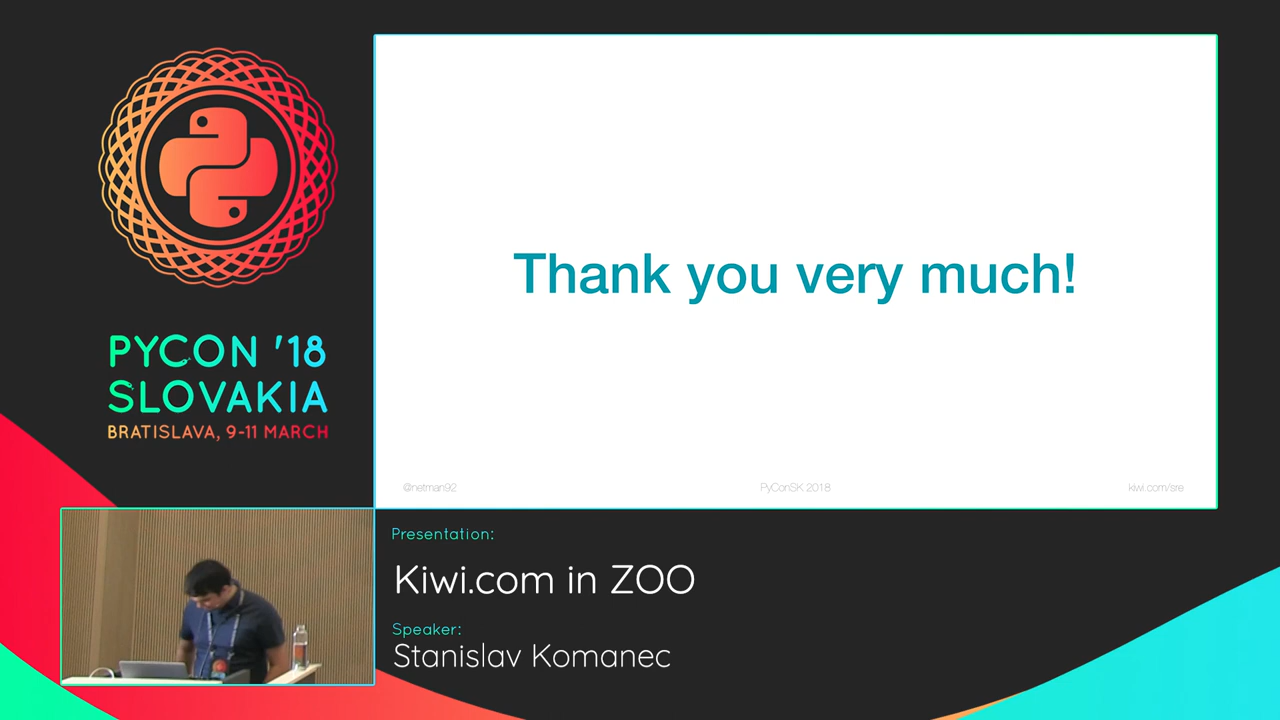 PYCON '18
SLOVAKIA
BRATISLAVA, 9-11 MARCH
Thank you very much!
@netman92
PyConSK 2018
kiwi.com/sre
Presentation:
Kiwi.com in ZOO
Speaker:
Stanislav Komanec